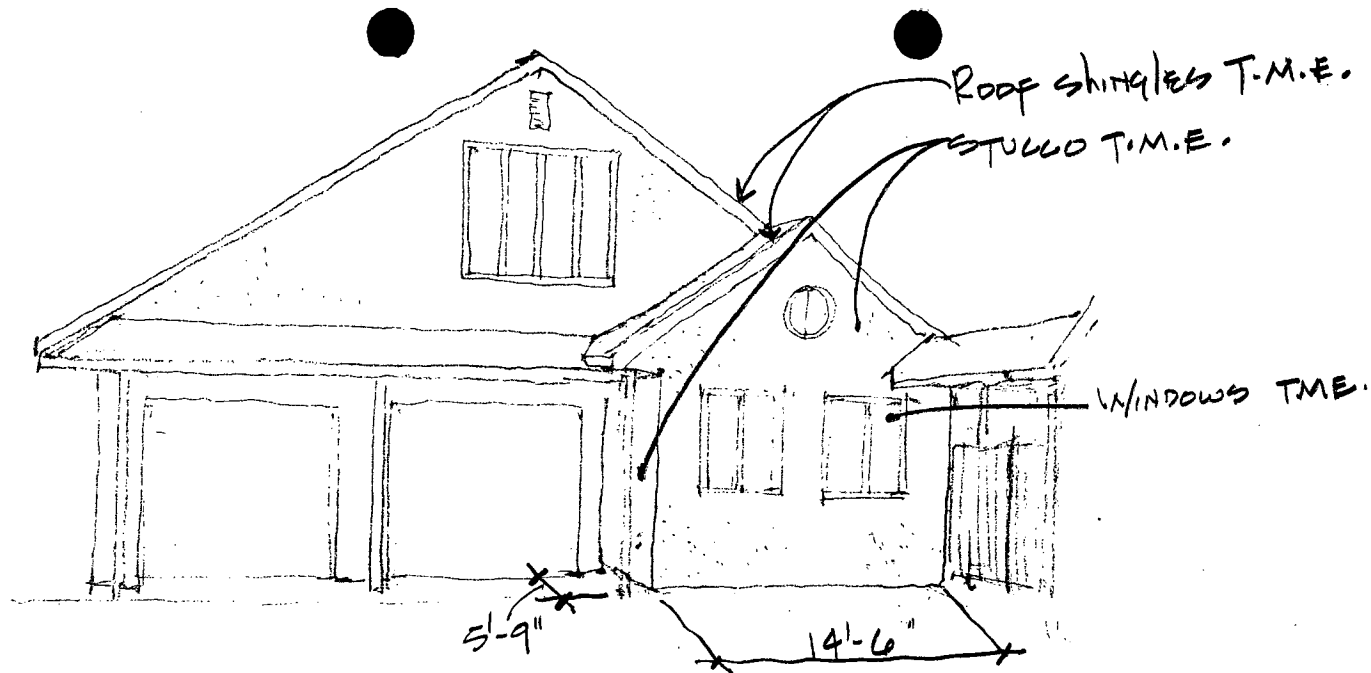 Roof shingles T.M.E.
STUCCO T.M.E.
WINDOWS TME.
5'-9"
14'-6"